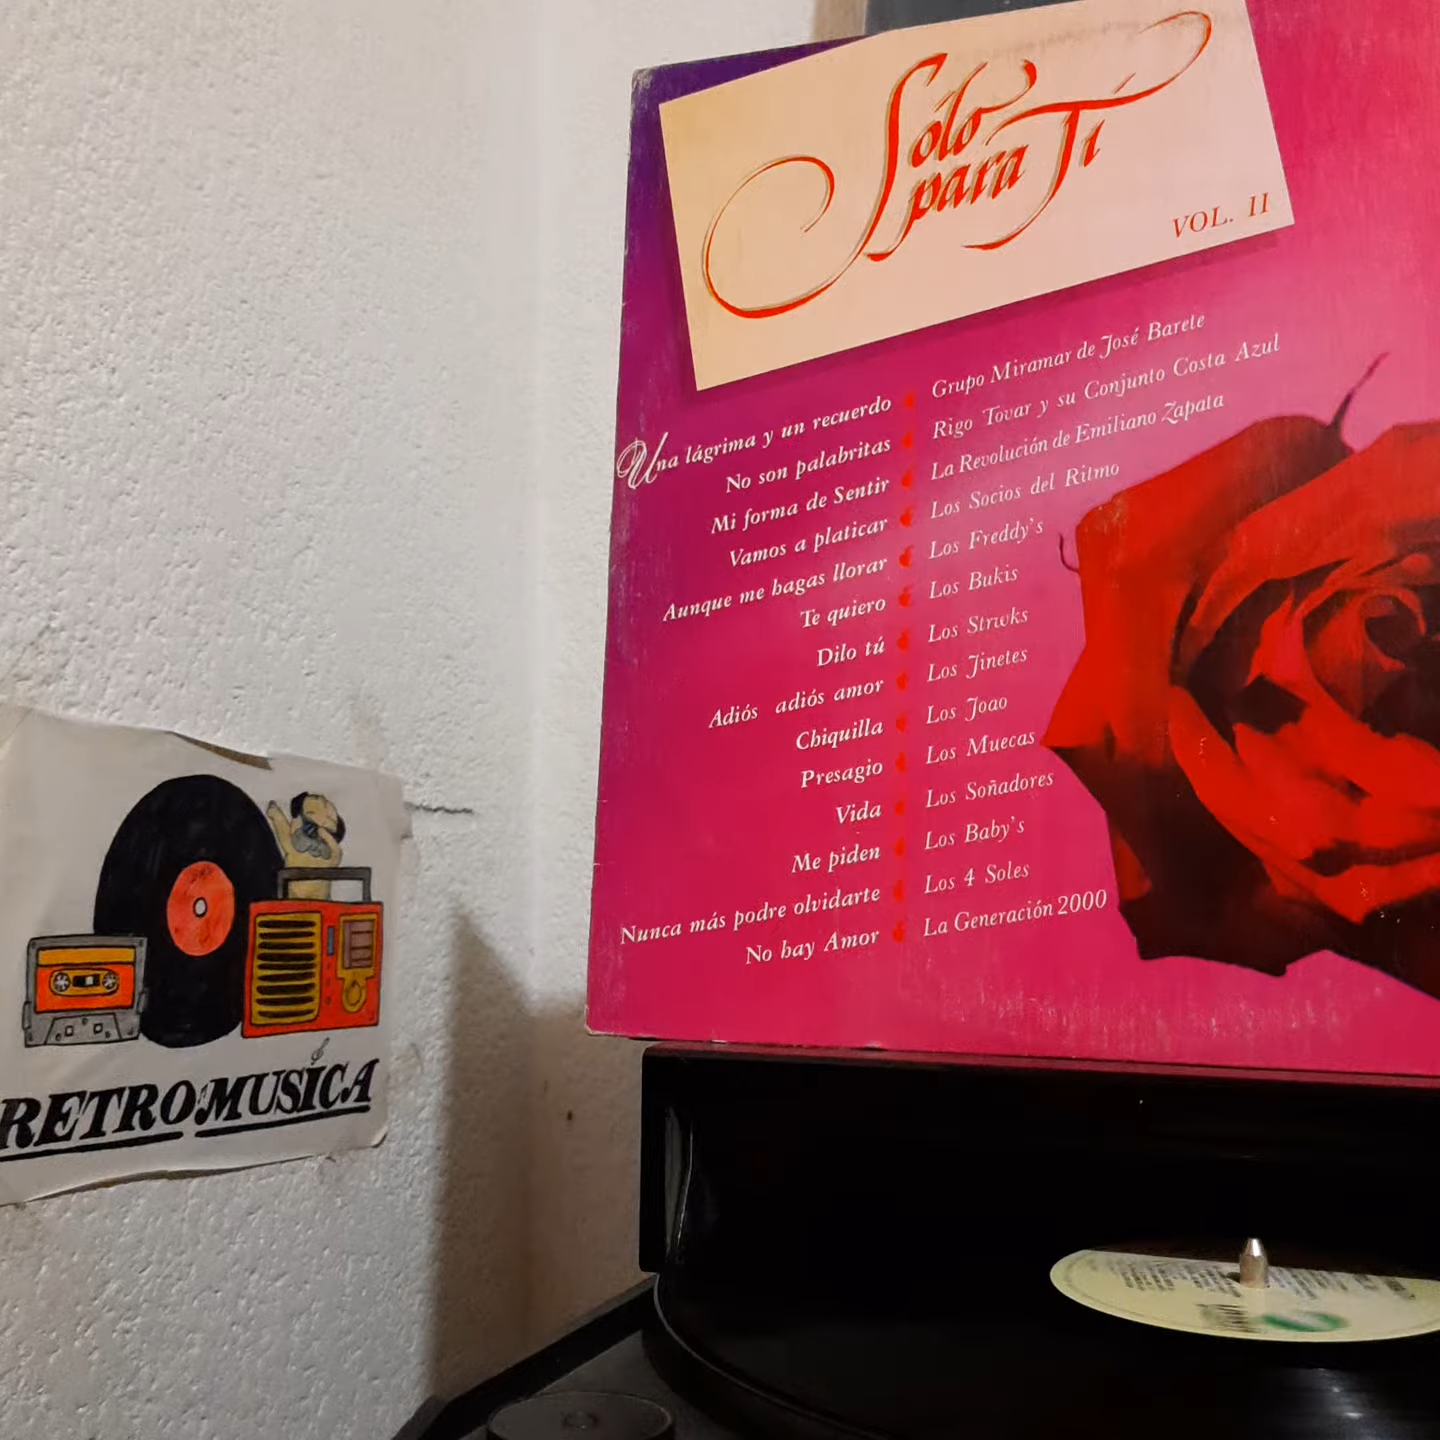 Sólo
para Tí
VOL. II
Una lágrima y un recuerdo Grupo Miramar de José Barete
No son palabritas Rigo Tovar y su Conjunto Costa Azul
Mi forma de Sentir La Revolución de Emiliano Zapata
Vamos a platicar Los Socios del Ritmo
Aunque me hagas llorar Los Freddy's
Te quiero Los Bukis
Dilo tú Los Strwks
Adiós adiós amor Los Jinetes
Chiquilla Los Joao
Presagio Los Muecas
Vida Los Soñadores
Me piden Los Baby's
Nunca más podre olvidarte Los 4 Soles
No hay Amor La Generación 2000
RETROMUSICA